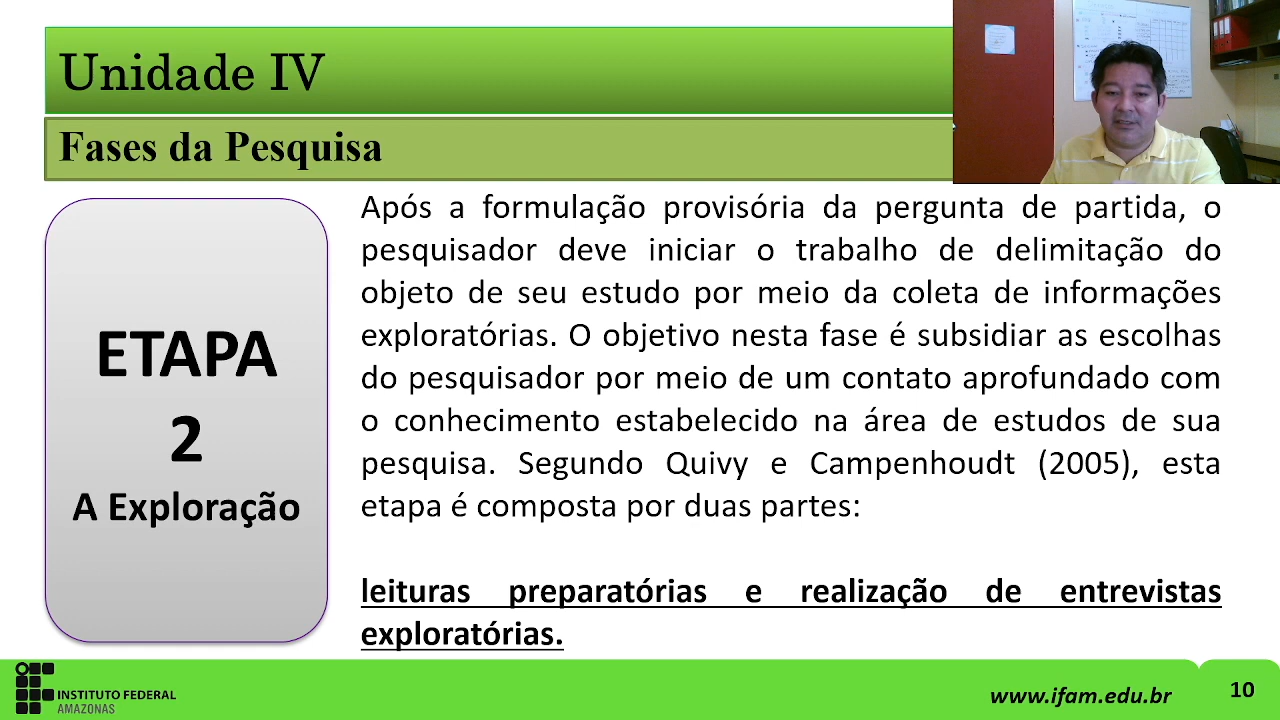 Unidade IV
Fases da Pesquisa
ETAPA
2
A Exploração
Após a formulação provisória da pergunta de partida, o
pesquisador deve iniciar o trabalho de delimitação do
objeto de seu estudo por meio da coleta de informações
exploratórias. O objetivo nesta fase é subsidiar as escolhas
do pesquisador por meio de um contato aprofundado com
o conhecimento estabelecido na área de estudos de sua
pesquisa. Segundo Quivy e Campenhoudt (2005), esta
etapa é composta por duas partes:
leituras preparatórias e realização de entrevistas
exploratórias.
INSTITUTO FEDERAL
AMAZONAS
www.ifam.edu.br
10